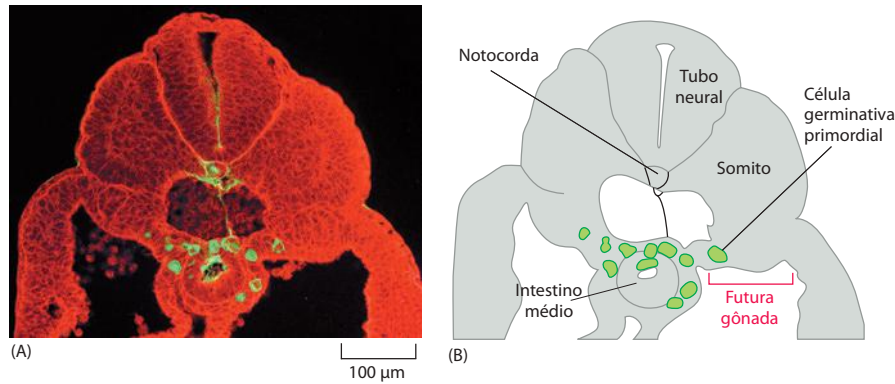 (A)
100 µm
Notocorda
Tubo
neural
Célula
germinativa
primordial
Somito
Intestino
médio
Futura
gônada
(B)